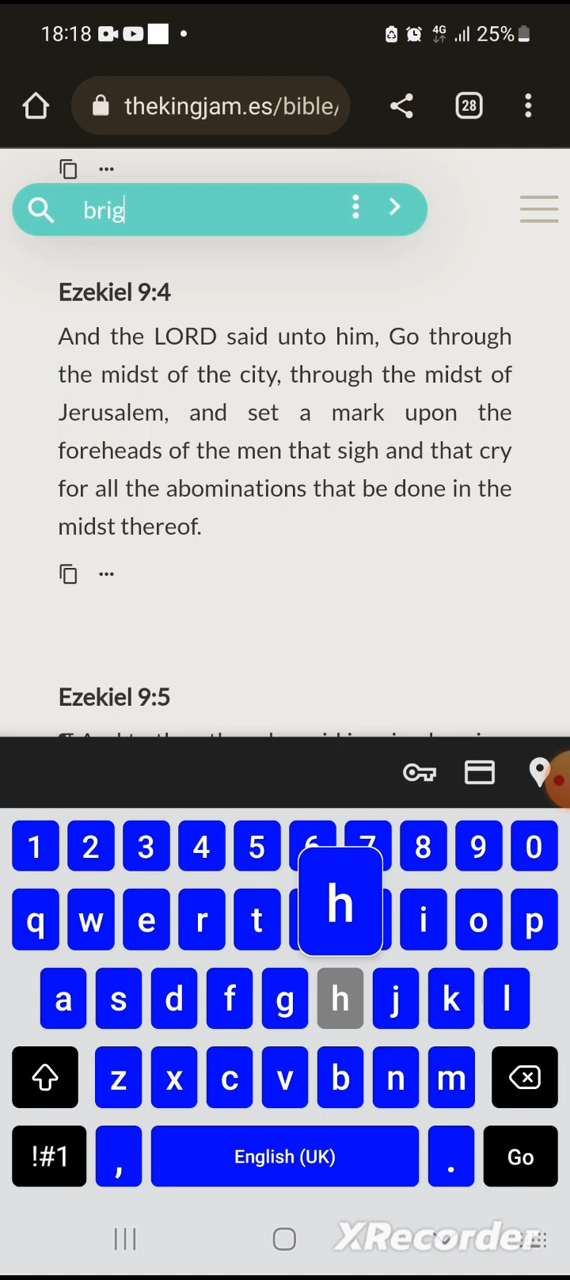 18:18 4G 25%
thekingjam.es/bible/ 28
brig
Ezekiel 9:4
And the LORD said unto him, Go through
the midst of the city, through the midst of
Jerusalem, and set a mark upon the
foreheads of the men that sigh and that cry
for all the abominations that be done in the
midst thereof.
Ezekiel 9:5
1 2 3 4 5 6 7 8 9 0
h
q w e r t i o p
a s d f g h j k l
z x c v b n m
!#1 , English (UK) . Go
XRecorder